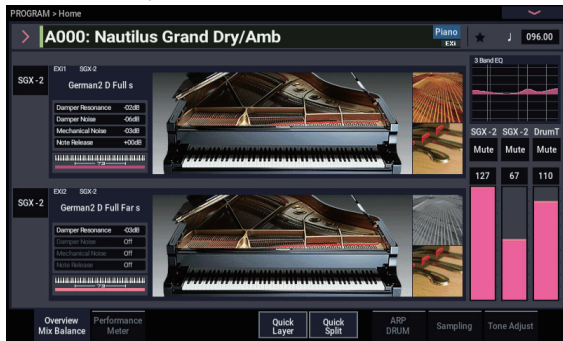 PROGRAM > Home
A000: Nautilus Grand Dry/Amb
Piano
EXi
096.00
SGX-2
EXI1 SGX-2
German2 D Full s
Damper Resonance -02dB
Damper Noise -06dB
Mechanical Noise -03dB
Note Release +00dB
73
3 Band EQ
SGX-2 SGX-2 DrumT
Mute Mute Mute
127 67 110
SGX-2
EXI2 SGX-2
German2 D Full Far s
Damper Resonance -03dB
Damper Noise Off
Mechanical Noise Off
Note Release Off
73
Overview
Mix Balance
Performance
Meter
Quick
Layer
Quick
Split
ARP
DRUM
Sampling
Tone Adjust